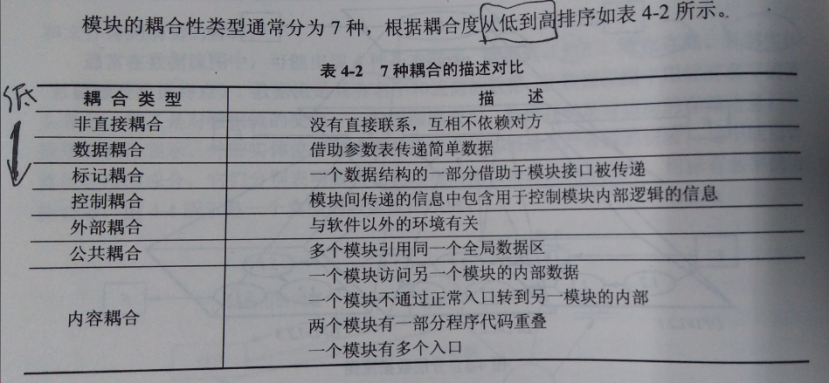 模块的耦合性类型通常分为 7 种，根据耦合度从低到高排序如表 4-2 所示。
表 4-2 7 种耦合的描述对比
低
耦合类型 描述
非直接耦合 没有直接联系，互相不依赖对方
数据耦合 借助参数表传递简单数据
标记耦合 一个数据结构的一部分借助于模块接口被传递
控制耦合 模块间传递的信息中包含用于控制模块内部逻辑的信息
外部耦合 与软件以外的环境有关
公共耦合 多个模块引用同一个全局数据区
内容耦合 一个模块访问另一个模块的内部数据
一个模块不通过正常入口转到另一模块的内部
两个模块有一部分程序代码重叠
一个模块有多个入口